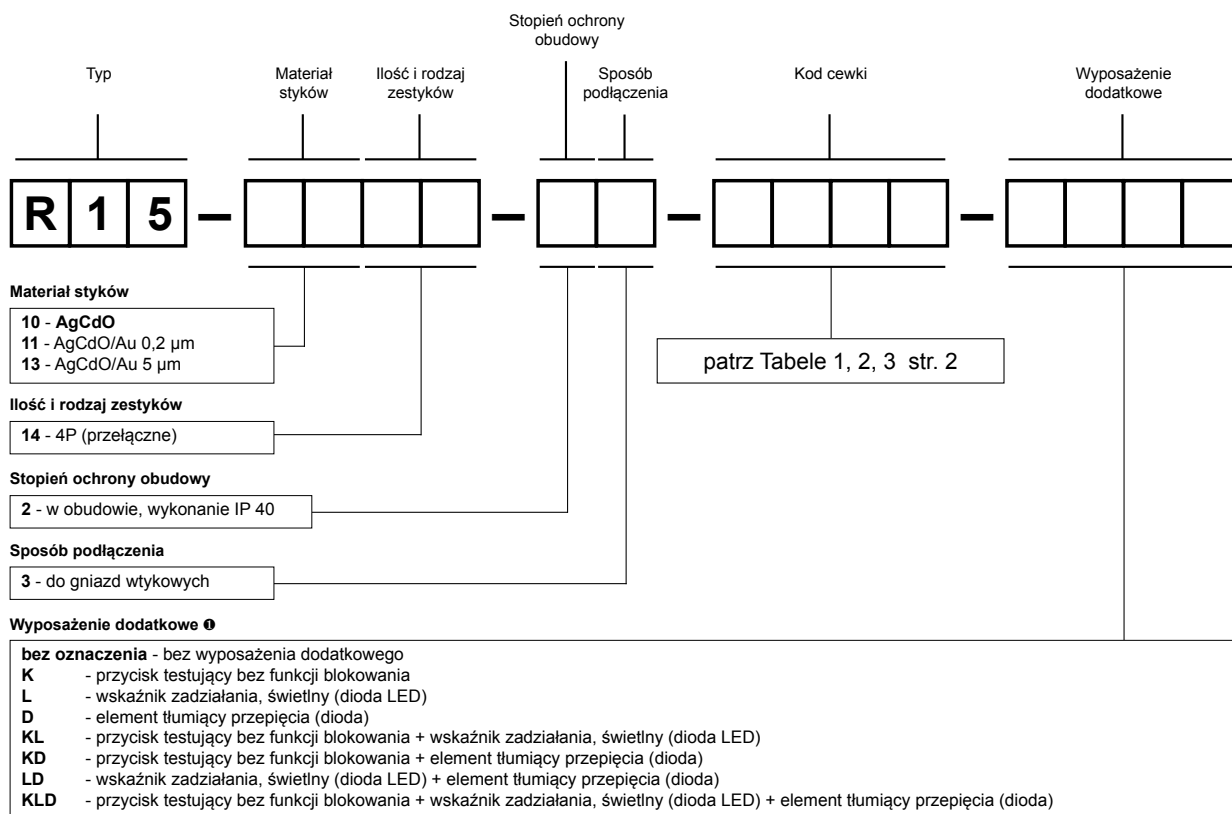 Stopień ochrony
obudowy
Typ
Materiał
styków
Ilość i rodzaj
zestyków
Sposób
podłączenia
Kod cewki
Wyposażenie
dodatkowe
R 1 5 – – – –
Materiał styków
10 - AgCdO
11 - AgCdO/Au 0,2 µm
13 - AgCdO/Au 5 µm
patrz Tabele 1, 2, 3 str. 2
Ilość i rodzaj zestyków
14 - 4P (przełączne)
Stopień ochrony obudowy
2 - w obudowie, wykonanie IP 40
Sposób podłączenia
3 - do gniazd wtykowych
Wyposażenie dodatkowe ❶
bez oznaczenia - bez wyposażenia dodatkowego
K - przycisk testujący bez funkcji blokowania
L - wskaźnik zadziałania, świetlny (dioda LED)
D - element tłumiący przepięcia (dioda)
KL - przycisk testujący bez funkcji blokowania + wskaźnik zadziałania, świetlny (dioda LED)
KD - przycisk testujący bez funkcji blokowania + element tłumiący przepięcia (dioda)
LD - wskaźnik zadziałania, świetlny (dioda LED) + element tłumiący przepięcia (dioda)
KLD - przycisk testujący bez funkcji blokowania + wskaźnik zadziałania, świetlny (dioda LED) + element tłumiący przepięcia (dioda)